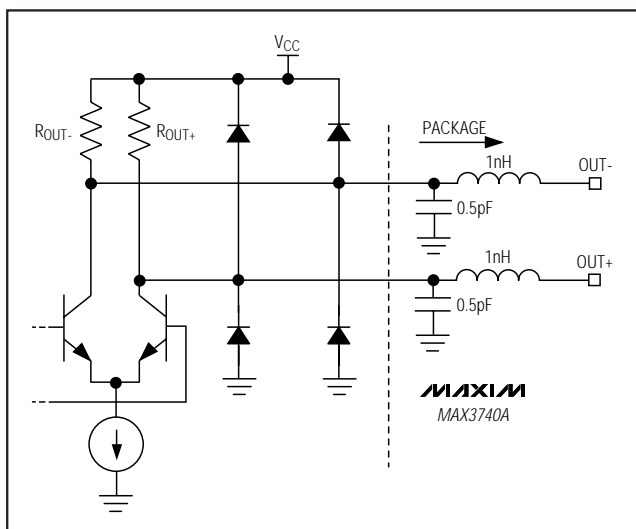 VCC
ROUT-
ROUT+
PACKAGE
1nH
OUT-
0.5pF
1nH
OUT+
0.5pF
MAXIM
MAX3740A